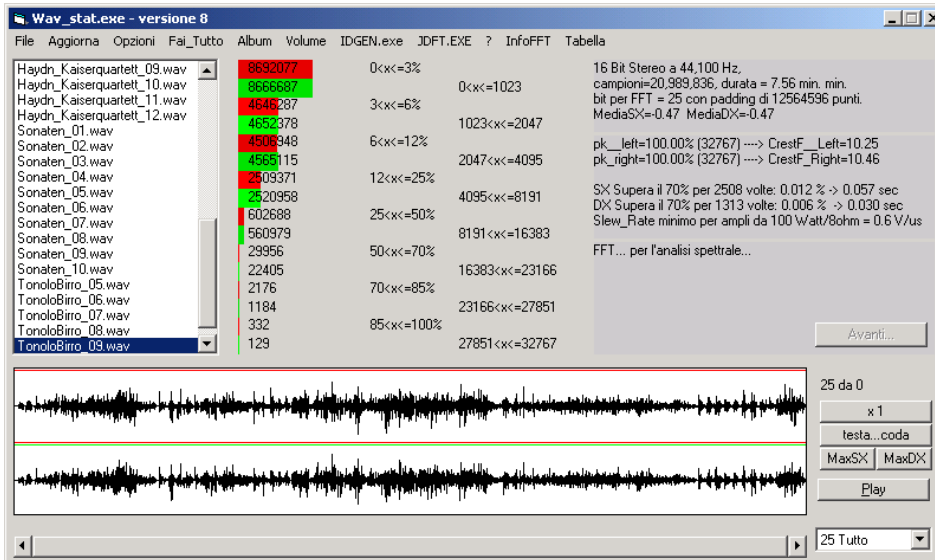 Wav_stat.exe - versione 8
File Aggiorna Opzioni Fai_Tutto Album Volume IDGEN.exe JDFT.EXE ? InfoFFT Tabella
Haydn_Kaiserquartett_09.wav
Haydn_Kaiserquartett_10.wav
Haydn_Kaiserquartett_11.wav
Haydn_Kaiserquartett_12.wav
Sonaten_01.wav
Sonaten_02.wav
Sonaten_03.wav
Sonaten_04.wav
Sonaten_05.wav
Sonaten_06.wav
Sonaten_07.wav
Sonaten_08.wav
Sonaten_09.wav
Sonaten_10.wav
TonoloBirro_05.wav
TonoloBirro_06.wav
TonoloBirro_07.wav
TonoloBirro_08.wav
TonoloBirro_09.wav
8692077 0<x<=3%
8666687 0<x<=1023
4646287 3<x<=6%
4652378 1023<x<=2047
4506948 6<x<=12%
4565115 2047<x<=4095
2509371 12<x<=25%
2520958 4095<x<=8191
602688 25<x<=50%
560979 8191<x<=16383
29956 50<x<=70%
22405 16383<x<=23166
2176 70<x<=85%
1184 23166<x<=27851
332 85<x<=100%
129 27851<x<=32767
16 Bit Stereo a 44,100 Hz,
campioni=20,989,836, durata = 7.56 min. min.
bit per FFT = 25 con padding di 12564596 punti.
MediaSX=-0.47 MediaDX=-0.47
pk__left=100.00% (32767) ----> CrestF__Left=10.25
pk_right=100.00% (32767) ----> CrestF_Right=10.46
SX Supera il 70% per 2508 volte: 0.012 % -> 0.057 sec
DX Supera il 70% per 1313 volte: 0.006 % -> 0.030 sec
Slew_Rate minimo per ampli da 100 Watt/8ohm = 0.6 V/us
FFT... per l'analisi spettrale...
Avanti...
25 da 0
x 1
testa...coda
MaxSX MaxDX
Play
25 Tutto